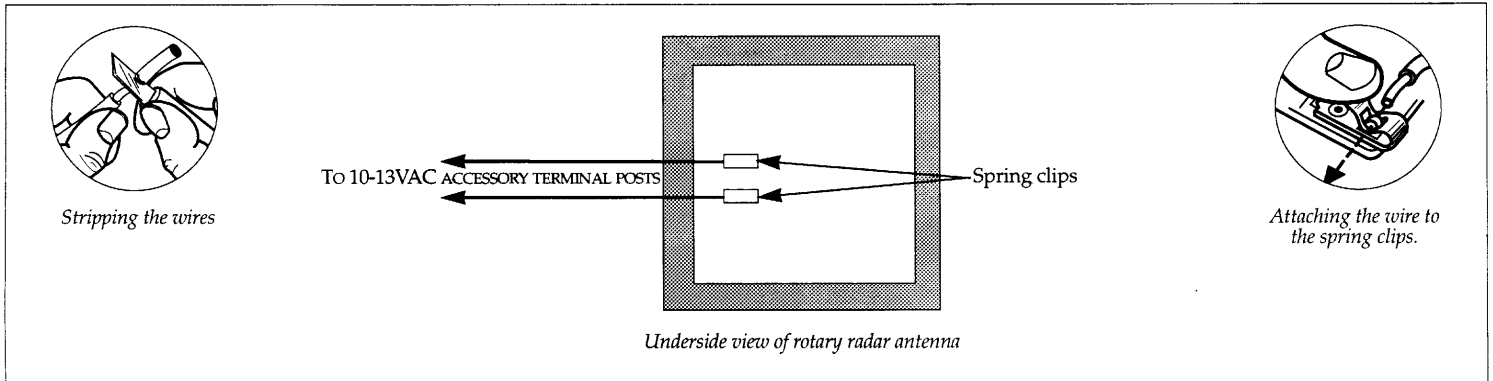 Stripping the wires
TO 10-13VAC ACCESSORY TERMINAL POSTS
Spring clips
Attaching the wire to
the spring clips.
Underside view of rotary radar antenna